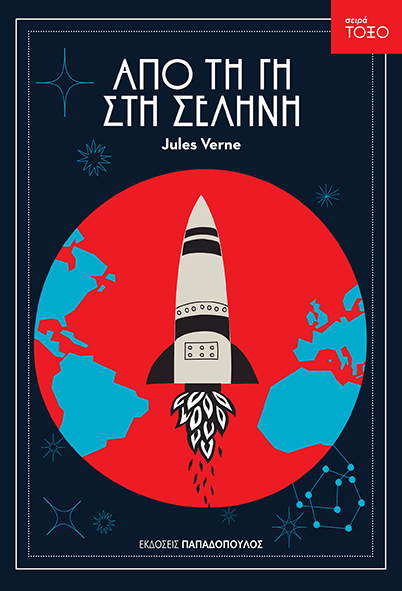 σειρά
ΤΟΞΟ
ΑΠΟ ΤΗ ΓΗ
ΣΤΗ ΣΕΛΗΝΗ
Jules Verne
ΕΚΔΟΣΕΙΣ ΠΑΠΑΔΟΠΟΥΛΟΣ